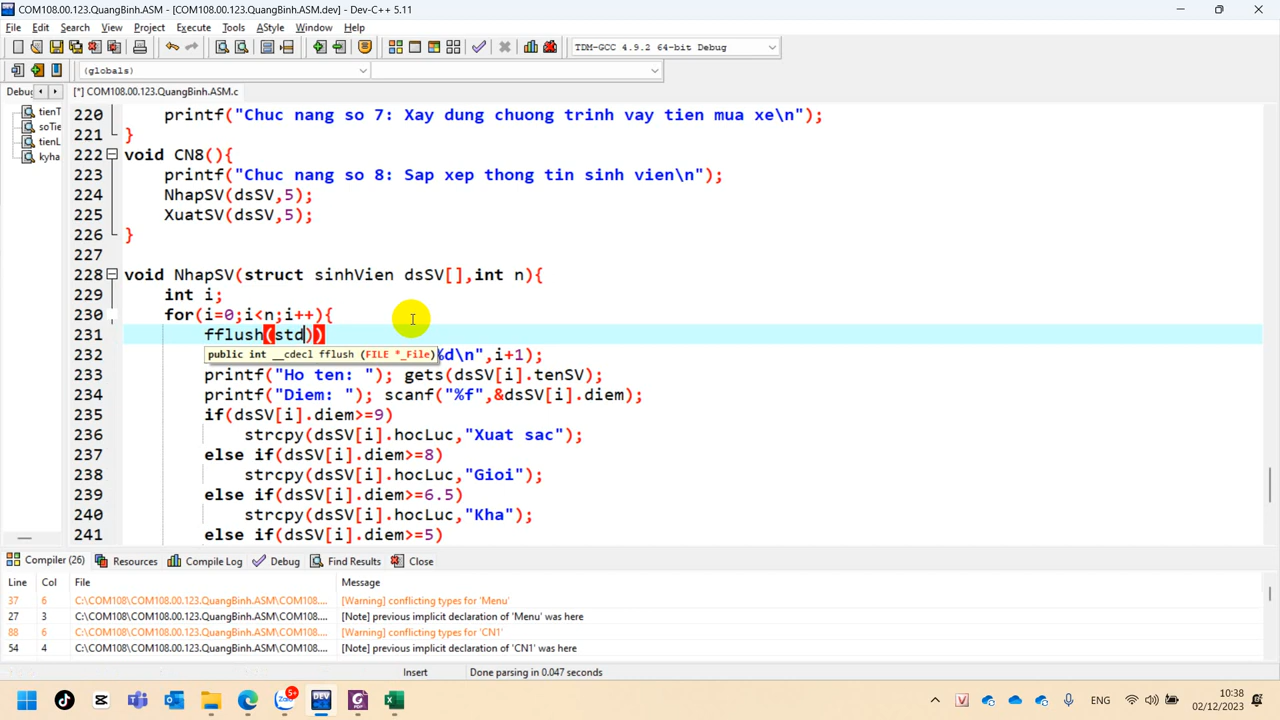 COM108.00.123.QuangBinh.ASM - [COM108.00.123.QuangBinh.ASM.dev] - Dev-C++ 5.11
File Edit Search View Project Execute Tools AStyle Window Help
TDM-GCC 4.9.2 64-bit Debug
(globals)
Debug
[*] COM108.00.123.QuangBinh.ASM.c
tienT
soTie
tienL
kyha
220 printf("Chuc nang so 7: Xay dung chuong trinh vay tien mua xe\n");
221 }
222 void CN8(){
223 printf("Chuc nang so 8: Sap xep thong tin sinh vien\n");
224 NhapSV(dsSV,5);
225 XuatSV(dsSV,5);
226 }
227
228 void NhapSV(struct sinhVien dsSV[],int n){
229 int i;
230 for(i=0;i<n;i++){
231 fflush(std))
public int __cdecl fflush (FILE *_File)
232 %d\n",i+1);
233 printf("Ho ten: "); gets(dsSV[i].tenSV);
234 printf("Diem: "); scanf("%f",&dsSV[i].diem);
235 if(dsSV[i].diem>=9)
236 strcpy(dsSV[i].hocLuc,"Xuat sac");
237 else if(dsSV[i].diem>=8)
238 strcpy(dsSV[i].hocLuc,"Gioi");
239 else if(dsSV[i].diem>=6.5)
240 strcpy(dsSV[i].hocLuc,"Kha");
241 else if(dsSV[i].diem>=5)
Compiler (26) Resources Compile Log Debug Find Results Close
Line Col File Message
37 6 C:\COM108\COM108.00.123.QuangBinh.ASM\COM108.... [Warning] conflicting types for 'Menu'
27 3 C:\COM108\COM108.00.123.QuangBinh.ASM\COM108.... [Note] previous implicit declaration of 'Menu' was here
88 6 C:\COM108\COM108.00.123.QuangBinh.ASM\COM108.... [Warning] conflicting types for 'CN1'
54 4 C:\COM108\COM108.00.123.QuangBinh.ASM\COM108.... [Note] previous implicit declaration of 'CN1' was here
Insert Done parsing in 0.047 seconds
5+
Zalo
DEV
V
ENG
10:38
02/12/2023